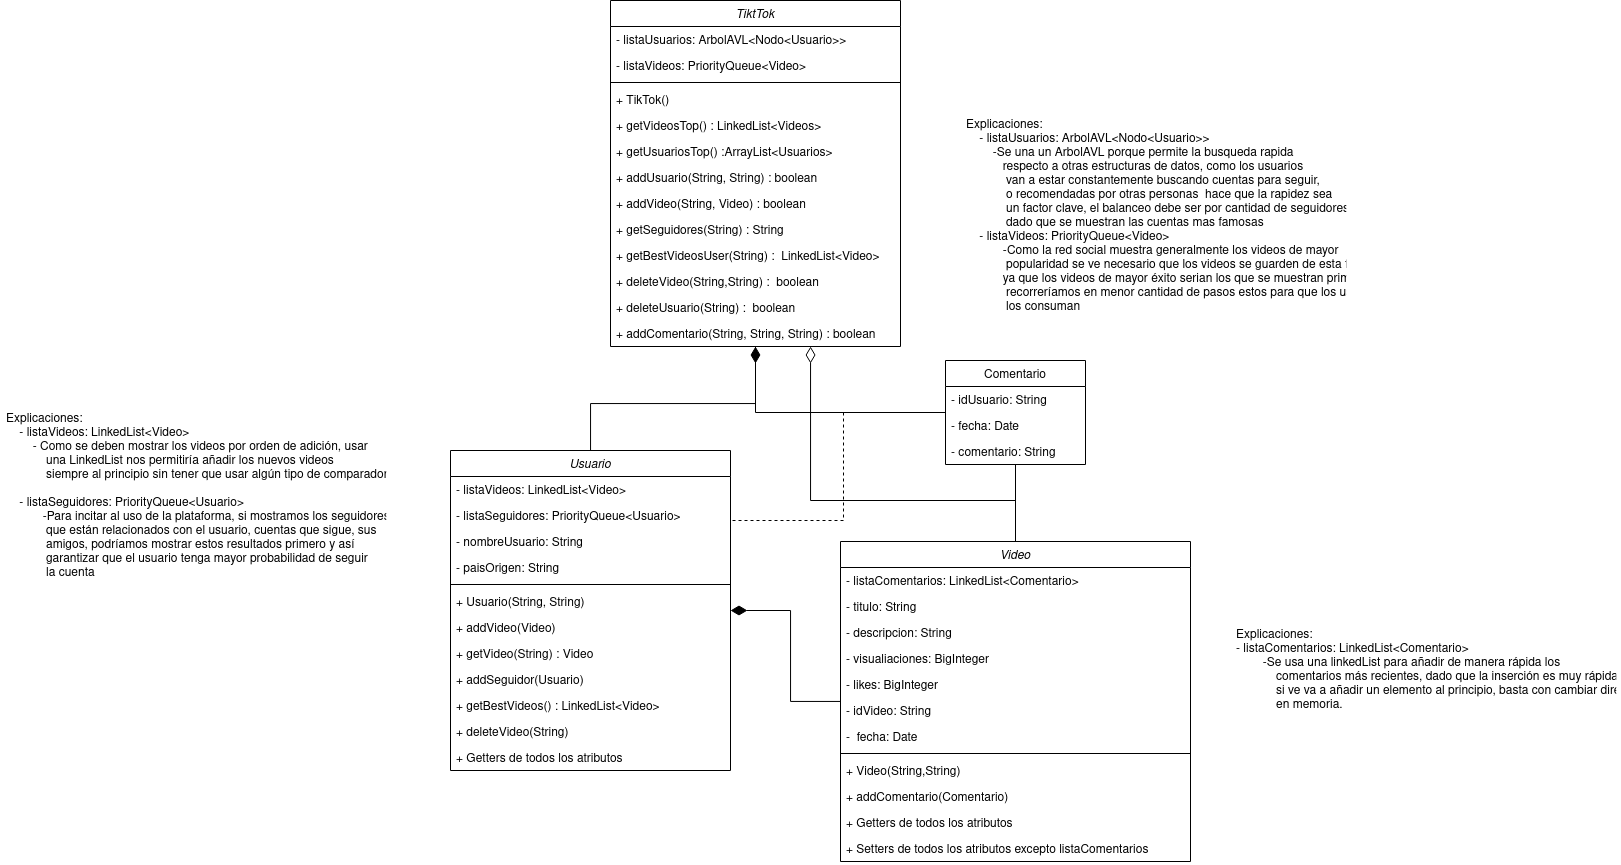 TiktTok
- listaUsuarios: ArbolAVL<Nodo<Usuario>>
- listaVideos: PriorityQueue<Video>
+ TikTok()
+ getVideosTop() : LinkedList<Videos>
+ getUsuariosTop() :ArrayList<Usuarios>
+ addUsuario(String, String) : boolean
+ addVideo(String, Video) : boolean
+ getSeguidores(String) : String
+ getBestVideosUser(String) :  LinkedList<Video>
+ deleteVideo(String,String) :  boolean
+ deleteUsuario(String) :  boolean
+ addComentario(String, String, String) : boolean
Explicaciones:
- listaUsuarios: ArbolAVL<Nodo<Usuario>>
-Se una un ArbolAVL porque permite la busqueda rapida
respecto a otras estructuras de datos, como los usuarios
van a estar constantemente buscando cuentas para seguir,
o recomendadas por otras personas  hace que la rapidez sea
un factor clave, el balanceo debe ser por cantidad de seguidores
dado que se muestran las cuentas mas famosas
- listaVideos: PriorityQueue<Video>
-Como la red social muestra generalmente los videos de mayor
popularidad se ve necesario que los videos se guarden de esta
ya que los videos de mayor éxito serian los que se muestran prim
recorreríamos en menor cantidad de pasos estos para que los u
los consuman
Comentario
- idUsuario: String
- fecha: Date
- comentario: String
Explicaciones:
- listaVideos: LinkedList<Video>
- Como se deben mostrar los videos por orden de adición, usar
una LinkedList nos permitiría añadir los nuevos videos
siempre al principio sin tener que usar algún tipo de comparador
- listaSeguidores: PriorityQueue<Usuario>
-Para incitar al uso de la plataforma, si mostramos los seguidores
que están relacionados con el usuario, cuentas que sigue, sus
amigos, podríamos mostrar estos resultados primero y así
garantizar que el usuario tenga mayor probabilidad de seguir
la cuenta
Usuario
- listaVideos: LinkedList<Video>
- listaSeguidores: PriorityQueue<Usuario>
- nombreUsuario: String
- paisOrigen: String
+ Usuario(String, String)
+ addVideo(Video)
+ getVideo(String) : Video
+ addSeguidor(Usuario)
+ getBestVideos() : LinkedList<Video>
+ deleteVideo(String)
+ Getters de todos los atributos
Video
- listaComentarios: LinkedList<Comentario>
- titulo: String
- descripcion: String
- visualiaciones: BigInteger
- likes: BigInteger
- idVideo: String
-  fecha: Date
+ Video(String,String)
+ addComentario(Comentario)
+ Getters de todos los atributos
+ Setters de todos los atributos excepto listaComentarios
Explicaciones:
- listaComentarios: LinkedList<Comentario>
-Se usa una linkedList para añadir de manera rápida los
comentarios más recientes, dado que la inserción es muy rápida
si ve va a añadir un elemento al principio, basta con cambiar dire
en memoria.